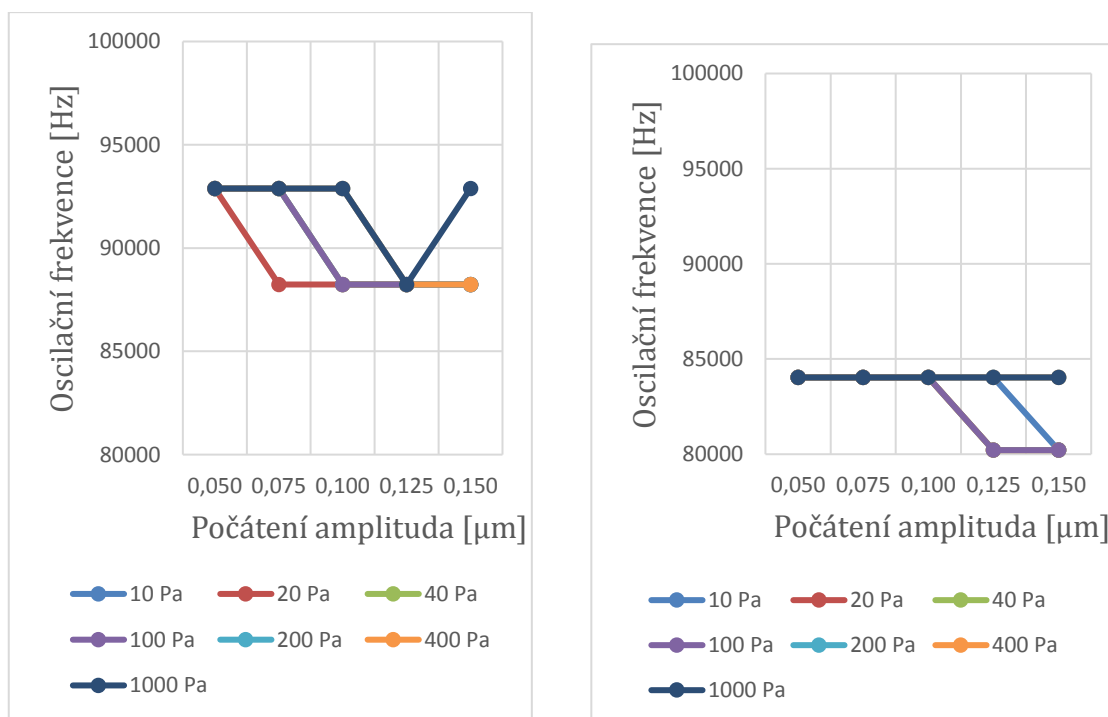 Oscilační frekvence [Hz]
100000
95000
90000
85000
80000
0,050 0,075 0,100 0,125 0,150
Počátení amplituda [µm]
10 Pa 20 Pa 40 Pa
100 Pa 200 Pa 400 Pa
1000 Pa
Oscilační frekvence [Hz]
100000
95000
90000
85000
80000
0,050 0,075 0,100 0,125 0,150
Počátení amplituda [µm]
10 Pa 20 Pa 40 Pa
100 Pa 200 Pa 400 Pa
1000 Pa